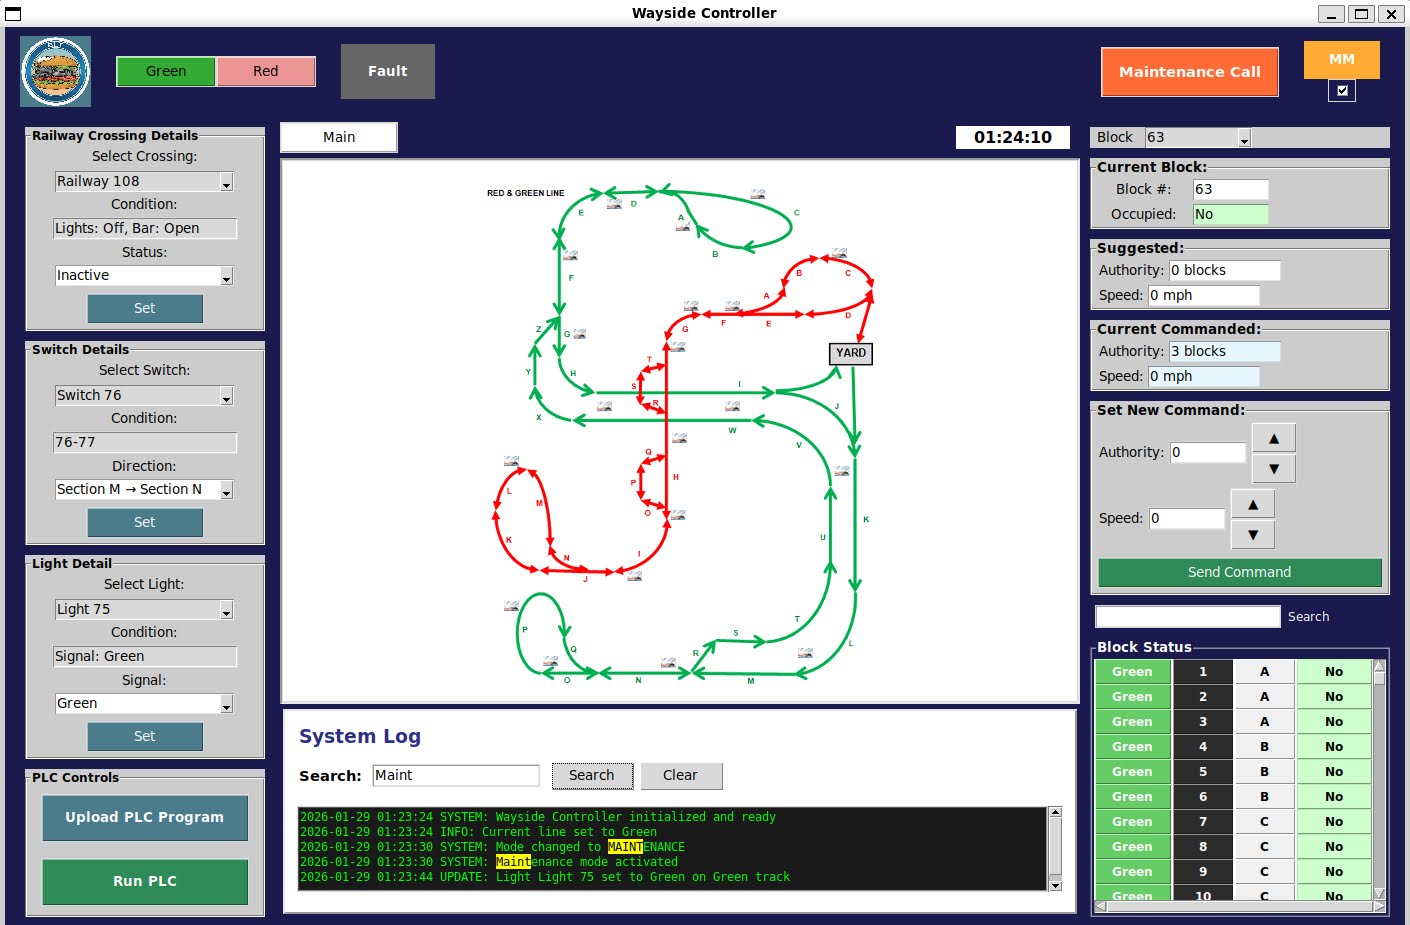 Wayside Controller
BLT
Green
Red
Fault
Maintenance Call
MM
Railway Crossing Details
Select Crossing:
Railway 108
Condition:
Lights: Off, Bar: Open
Status:
Inactive
Set
Switch Details
Select Switch:
Switch 76
Condition:
76-77
Direction:
Section M → Section N
Set
Light Detail
Select Light:
Light 75
Condition:
Signal: Green
Signal:
Green
Set
PLC Controls
Upload PLC Program
Run PLC
Main
01:24:10
RED & GREEN LINE
E
D
A
C
B
F
B
C
A
D
G
F
E
Z
G
YARD
T
Y
H
S
I
R
J
X
W
V
Q
H
L
P
M
O
K
K
U
I
N
J
P
S
T
R
Q
L
O
N
M
System Log
Search:
Maint
Search
Clear
2026-01-29 01:23:24 SYSTEM: Wayside Controller initialized and ready
2026-01-29 01:23:24 INFO: Current line set to Green
2026-01-29 01:23:30 SYSTEM: Mode changed to MAINTENANCE
2026-01-29 01:23:30 SYSTEM: Maintenance mode activated
2026-01-29 01:23:44 UPDATE: Light Light 75 set to Green on Green track
Block
63
Current Block:
Block #: 63
Occupied: No
Suggested:
Authority: 0 blocks
Speed: 0 mph
Current Commanded:
Authority: 3 blocks
Speed: 0 mph
Set New Command:
Authority: 0
▲
▼
Speed: 0
▲
▼
Send Command
Search
Block Status
Green 1 A No
Green 2 A No
Green 3 A No
Green 4 B No
Green 5 B No
Green 6 B No
Green 7 C No
Green 8 C No
Green 9 C No
Green 10 C No